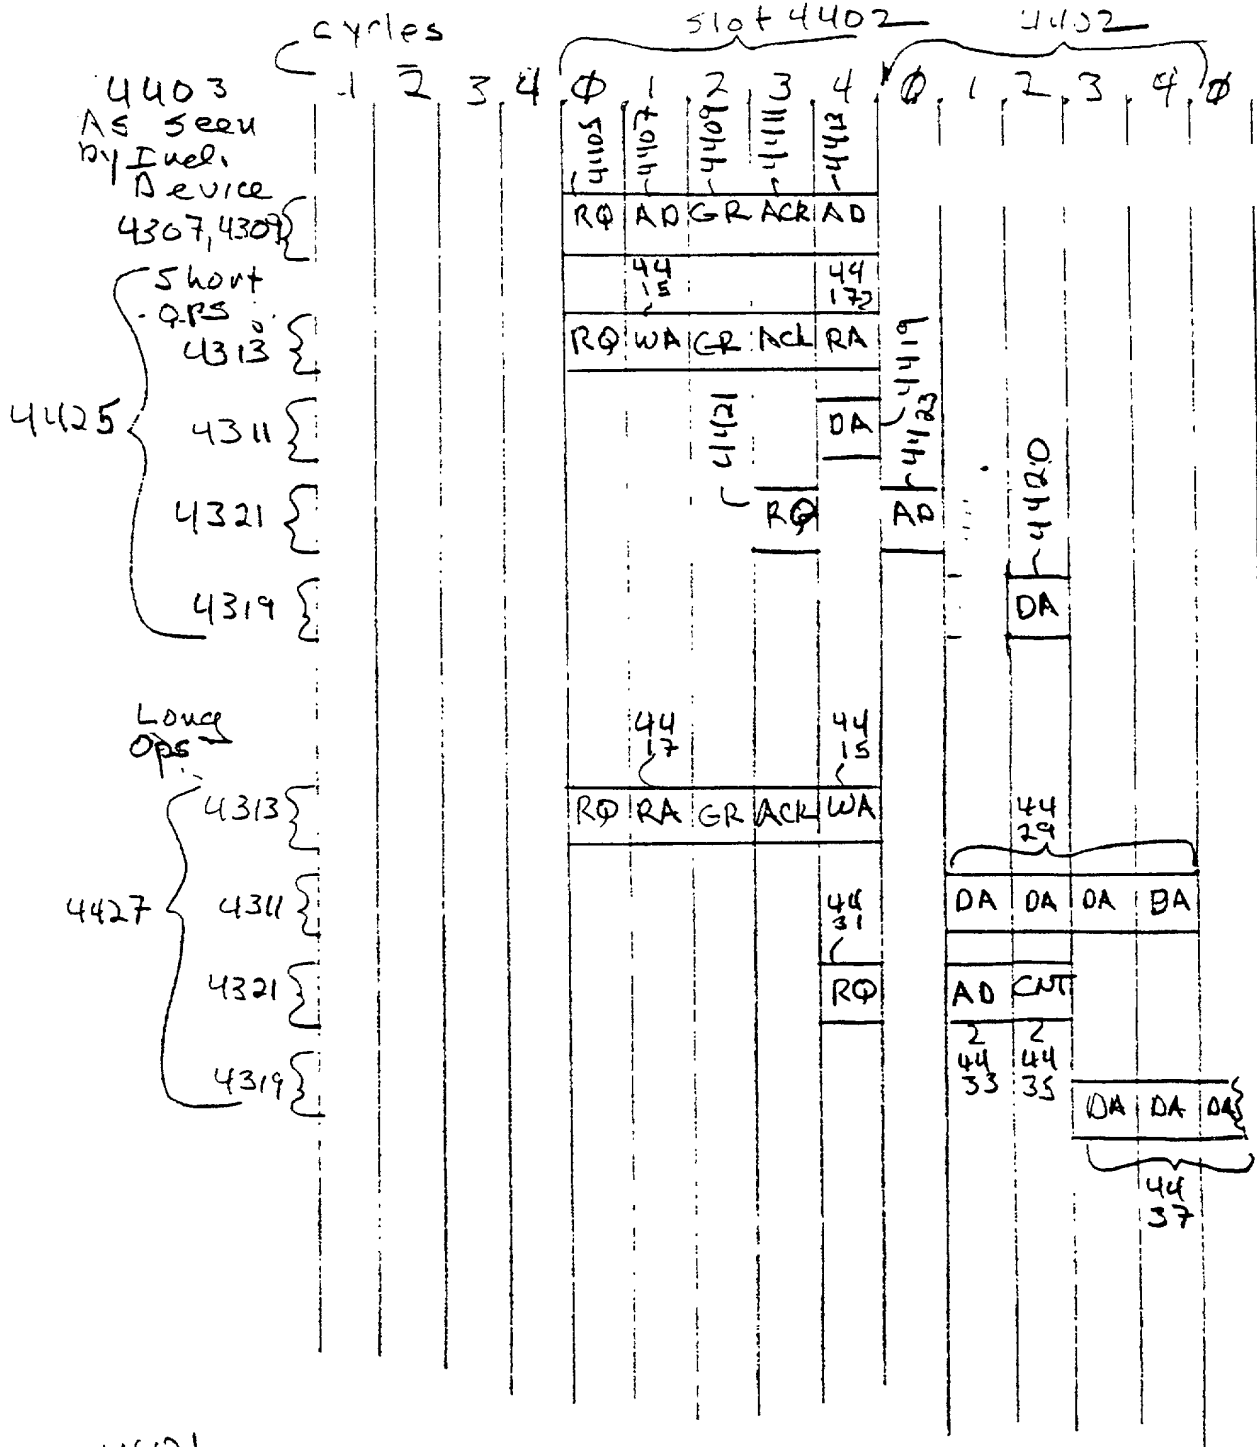 cycles slot 4402 4402
4403 1 2 3 4 0 1 2 3 4 0 1 2 3 4 0
As seen
by Indi.
Device
4405 4407 4409 4411 4413
4307, 4309 RQ AD GR ACK AD
Short
OPS
44 15 44 17
4313 RQ WA GR ACK RA
4425
4311 DA 4419
4321 4421 RQ AD 4423
4319 DA 4420
Long
Ops
44 17 44 15
4313 RQ RA GR ACK WA
44 29
4427
4311 DA DA DA DA
44 31
4321 RQ AD CNT
44 33 44 35
4319 DA DA DA
44
37